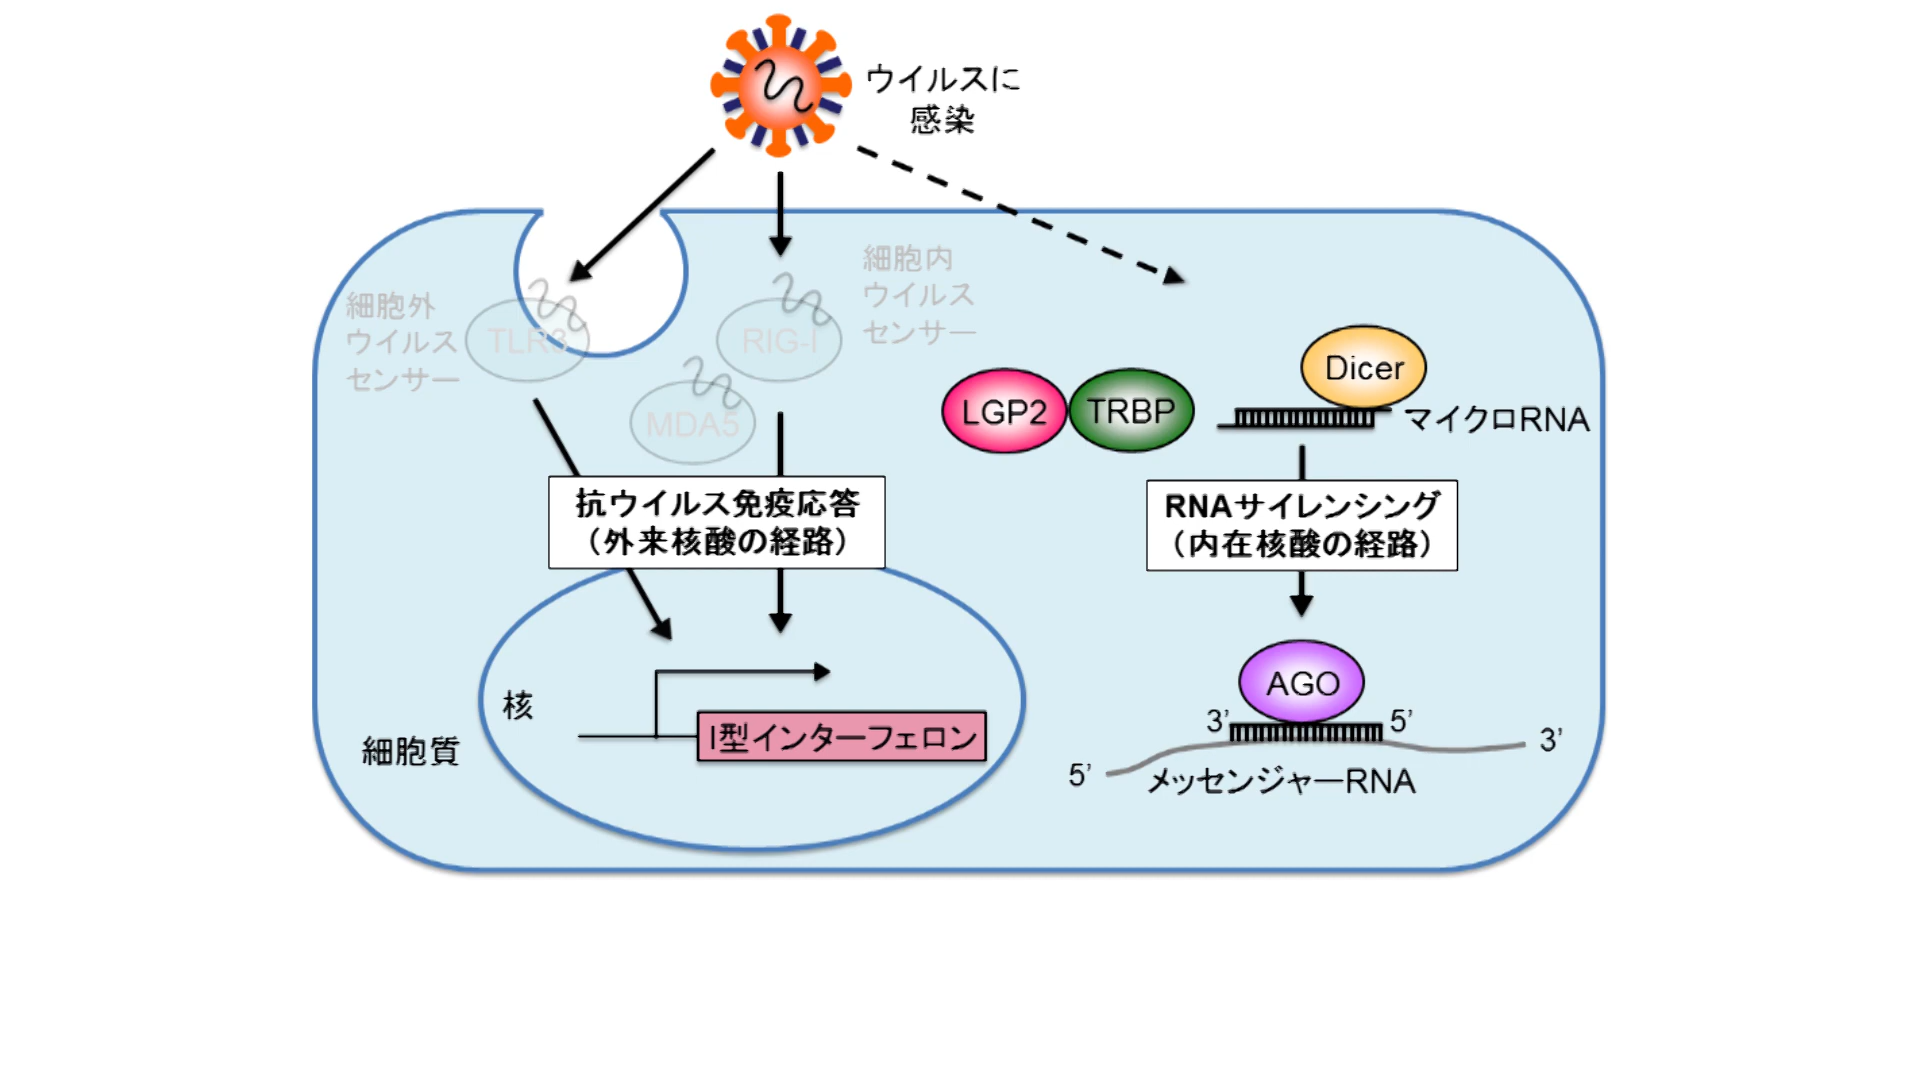 ウイルスに
感染
細胞外
ウイルス
センサー
TLR3
細胞内
ウイルス
センサー
RIG-I
MDA5
LGP2
TRBP
Dicer
マイクロRNA
抗ウイルス免疫応答
（外来核酸の経路）
RNAサイレンシング
（内在核酸の経路）
核
細胞質
I型インターフェロン
AGO
3’
5’
3’
5’
メッセンジャーRNA